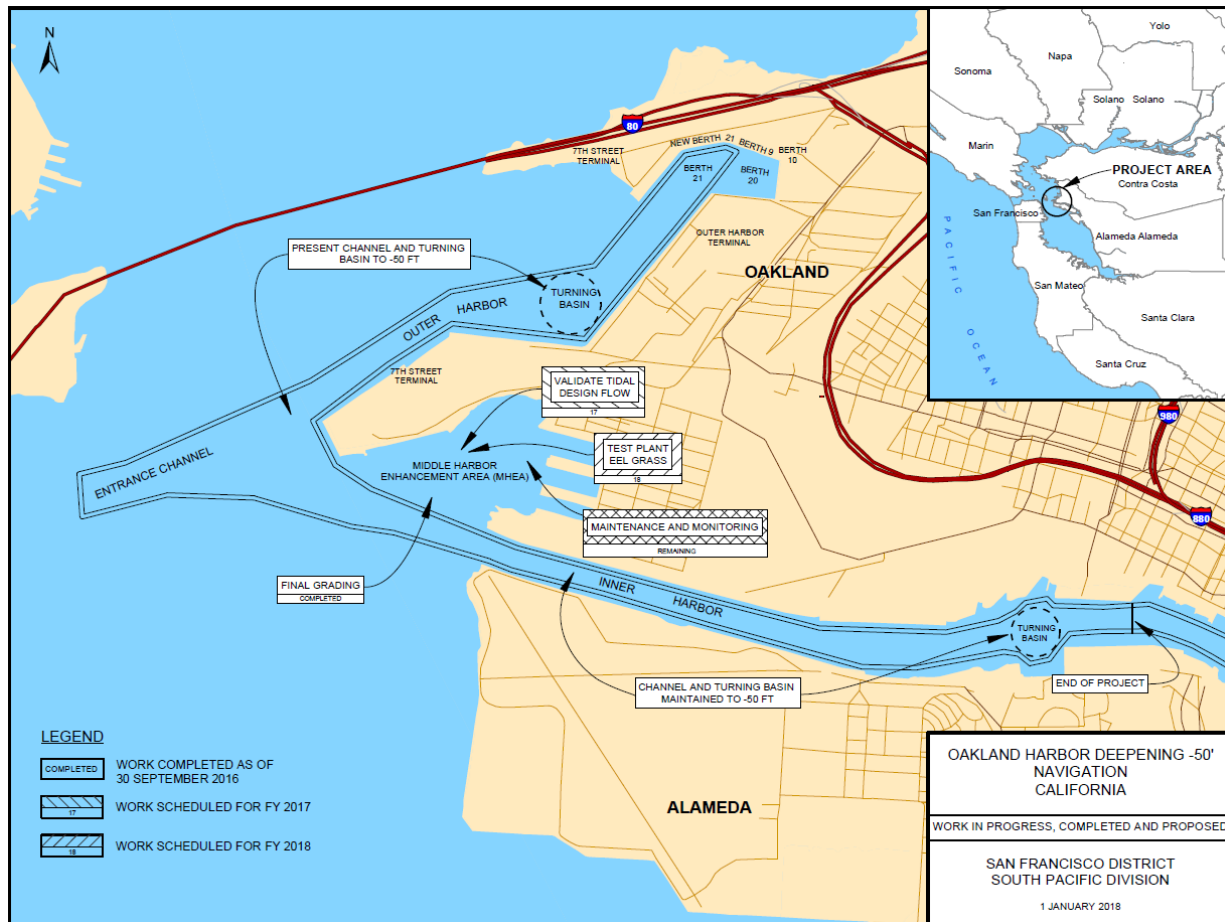 N
80
7TH STREET
TERMINAL
NEW BERTH 21
BERTH 9
BERTH
10
BERTH
21
BERTH
20
OUTER HARBOR
TERMINAL
OAKLAND
PRESENT CHANNEL AND TURNING
BASIN TO -50 FT
TURNING
BASIN
OUTER HARBOR
7TH STREET
TERMINAL
VALIDATE TIDAL
DESIGN FLOW
17
TEST PLANT
EEL GRASS
18
MIDDLE HARBOR
ENHANCEMENT AREA (MHEA)
MAINTENANCE AND MONITORING
REMAINING
ENTRANCE CHANNEL
FINAL GRADING
COMPLETED
INNER HARBOR
TURNING
BASIN
CHANNEL AND TURNING BASIN
MAINTAINED TO -50 FT
END OF PROJECT
980
880
ALAMEDA
Yolo
Napa
Sonoma
Solano Solano
Marin
PROJECT AREA
Contra Costa
San Francisco
Alameda Alameda
San Mateo
Santa Clara
Santa Cruz
PACIFIC OCEAN
LEGEND
COMPLETED
WORK COMPLETED AS OF
30 SEPTEMBER 2016
17
WORK SCHEDULED FOR FY 2017
18
WORK SCHEDULED FOR FY 2018
OAKLAND HARBOR DEEPENING -50'
NAVIGATION
CALIFORNIA
WORK IN PROGRESS, COMPLETED AND PROPOSED
SAN FRANCISCO DISTRICT
SOUTH PACIFIC DIVISION
1 JANUARY 2018